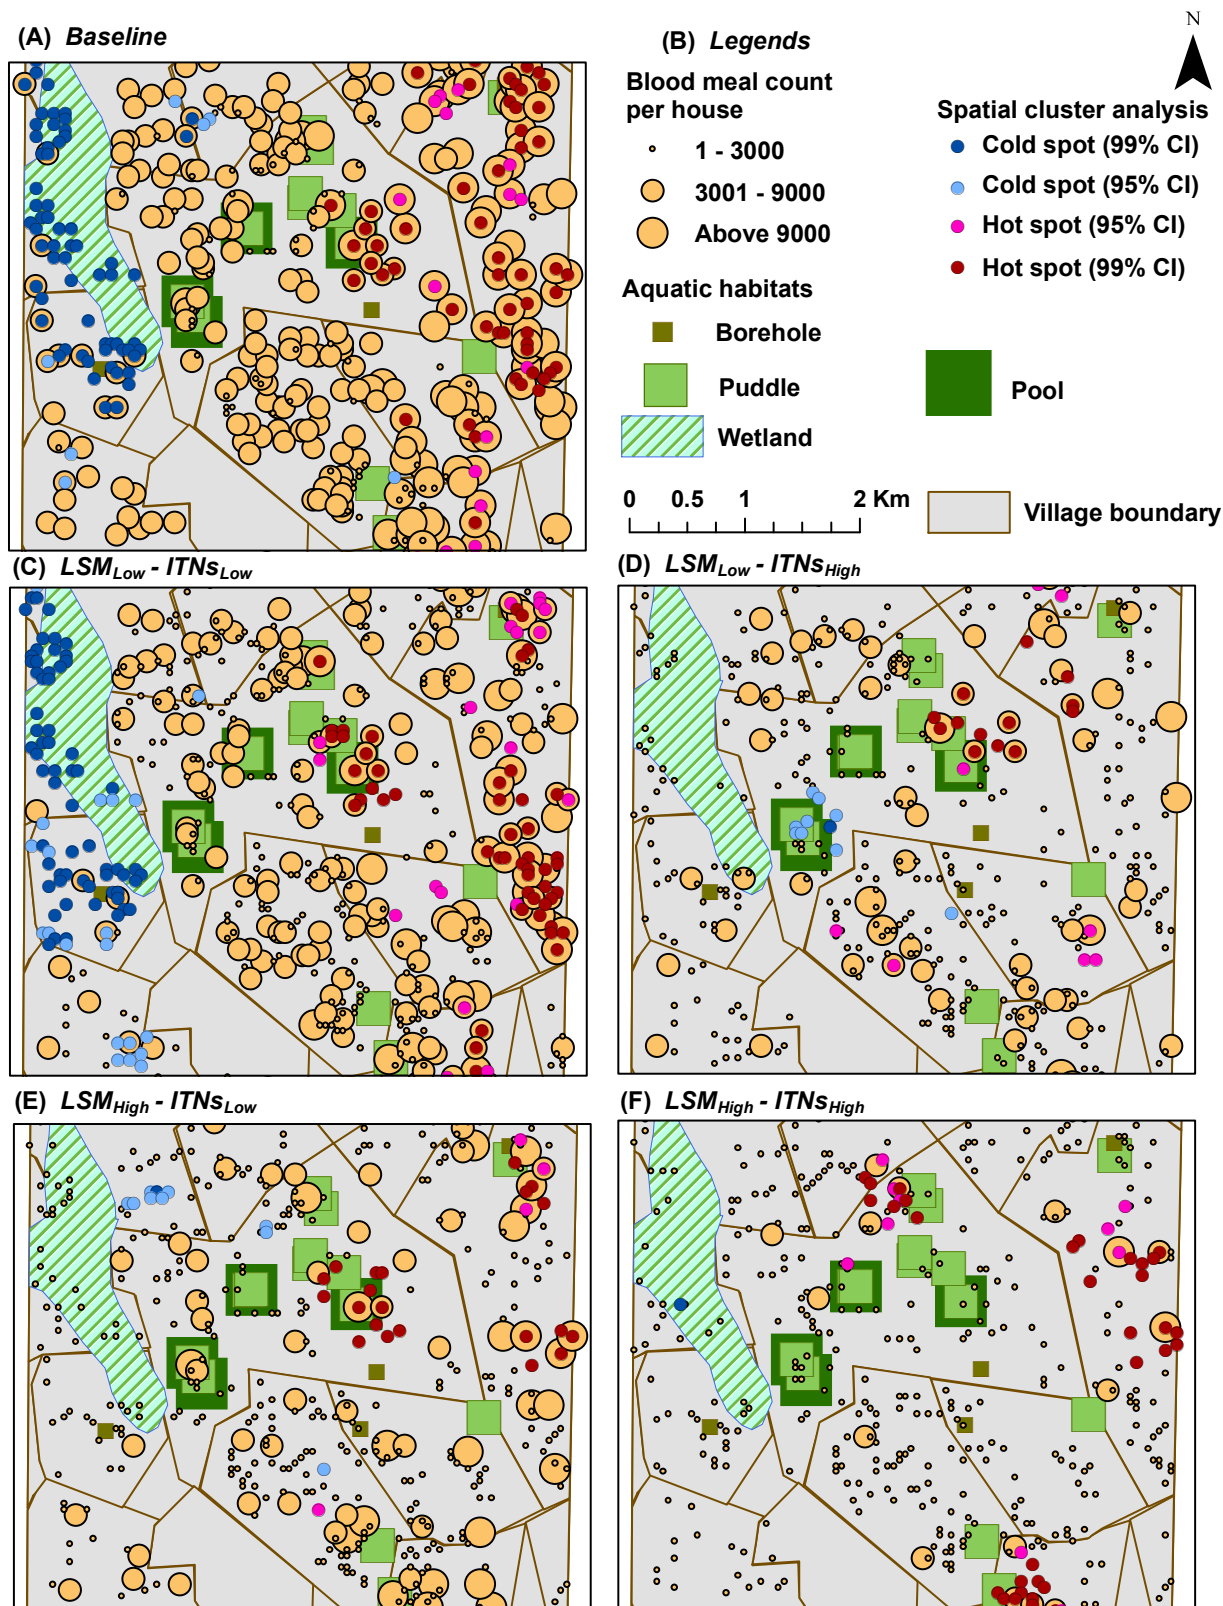 (A) Baseline
(B) Legends
N
Blood meal count
per house
1 - 3000
3001 - 9000
Above 9000
Spatial cluster analysis
Cold spot (99% CI)
Cold spot (95% CI)
Hot spot (95% CI)
Hot spot (99% CI)
Aquatic habitats
Borehole
Puddle
Pool
Wetland
0 0.5 1 2 Km
Village boundary
(C) LSMLow - ITNsLow
(D) LSMLow - ITNsHigh
(E) LSMHigh - ITNsLow
(F) LSMHigh - ITNsHigh